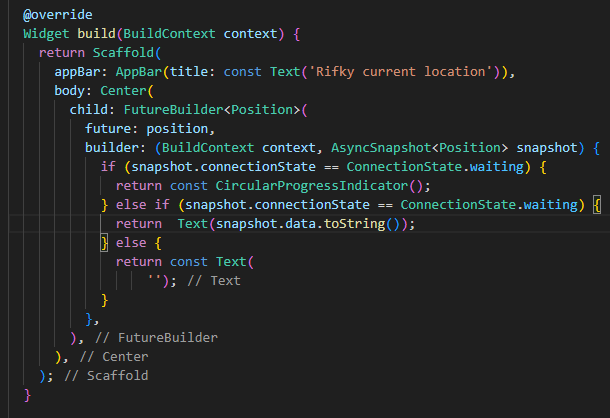 @override
Widget build(BuildContext context) {
  return Scaffold(
    appBar: AppBar(title: const Text('Rifky current location')),
    body: Center(
      child: FutureBuilder<Position>(
        future: position,
        builder: (BuildContext context, AsyncSnapshot<Position> snapshot) {
          if (snapshot.connectionState == ConnectionState.waiting) {
            return const CircularProgressIndicator();
          } else if (snapshot.connectionState == ConnectionState.waiting) {
            return  Text(snapshot.data.toString());
          } else {
            return const Text(
                ''); // Text
          }
        },
      ), // FutureBuilder
    ), // Center
  ); // Scaffold
}